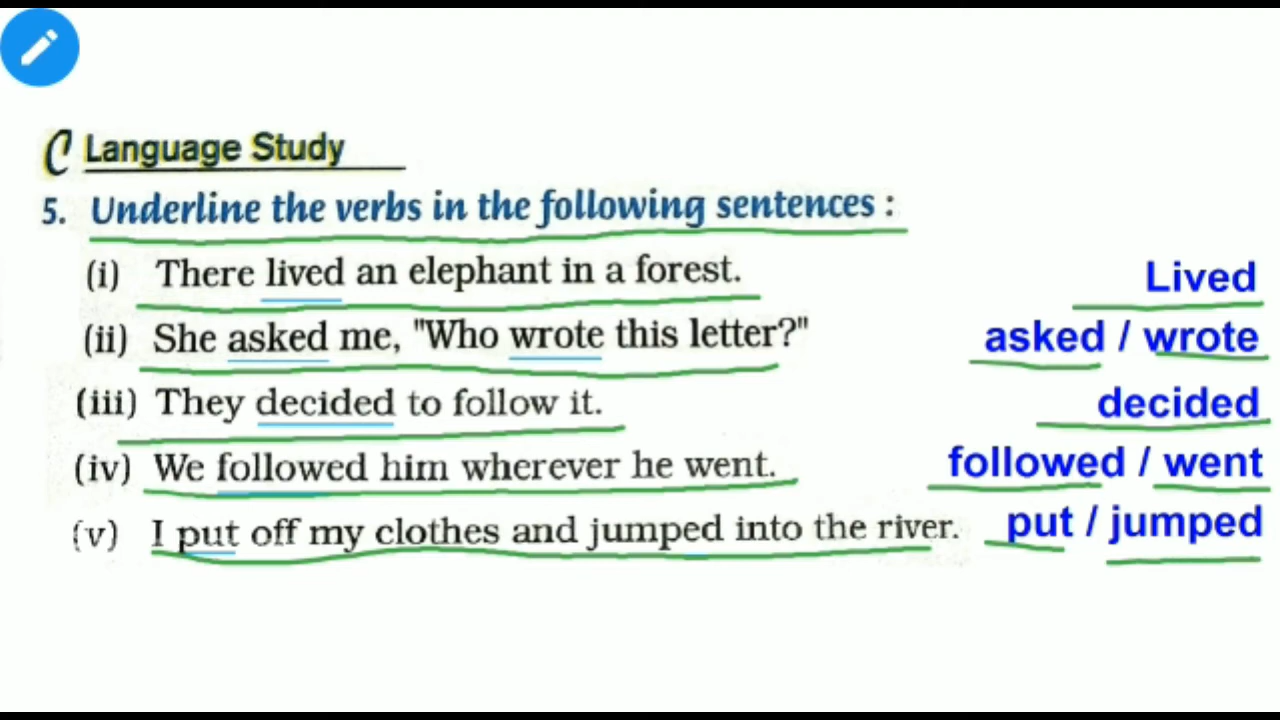 C Language Study
5. Underline the verbs in the following sentences :
(i) There lived an elephant in a forest. Lived
(ii) She asked me, "Who wrote this letter?" asked / wrote
(iii) They decided to follow it. decided
(iv) We followed him wherever he went. followed / went
(v) I put off my clothes and jumped into the river. put / jumped